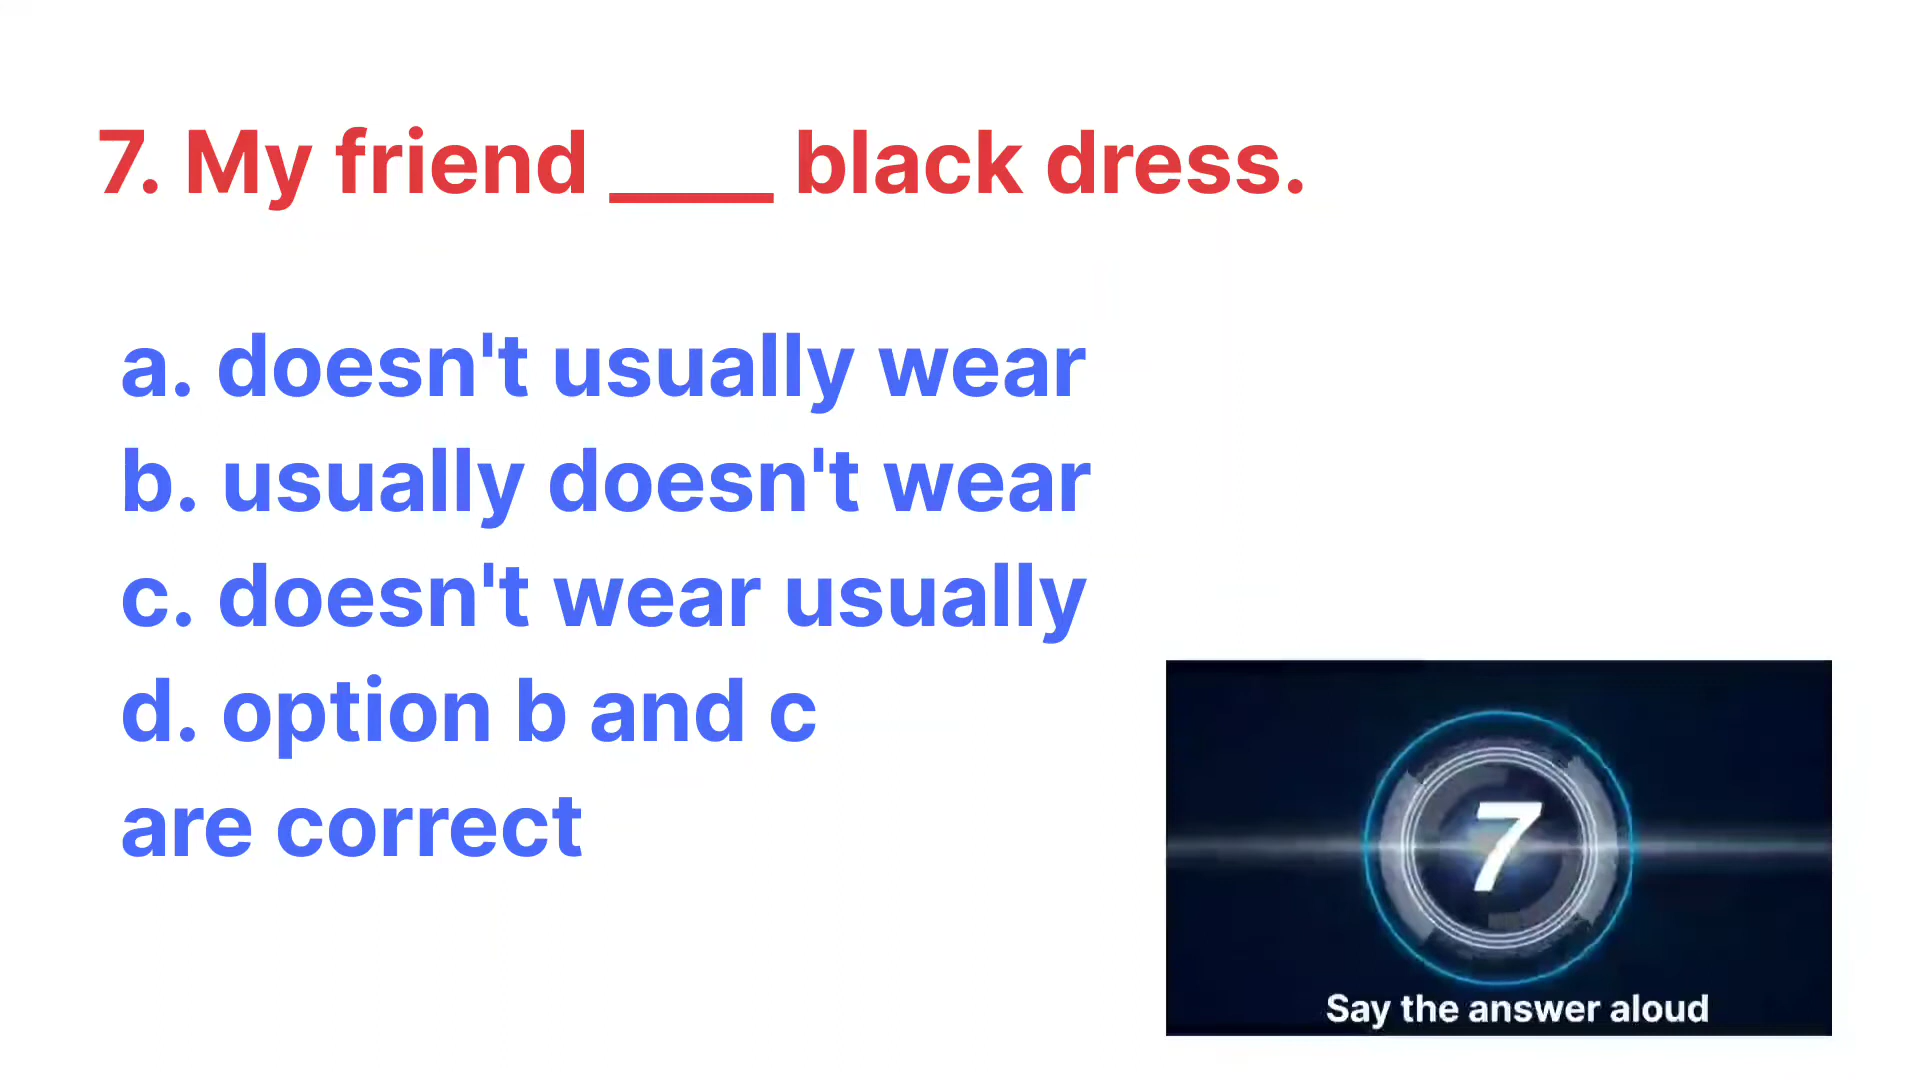 7. My friend ____ black dress.
a. doesn't usually wear
b. usually doesn't wear
c. doesn't wear usually
d. option b and c
are correct
7
Say the answer aloud